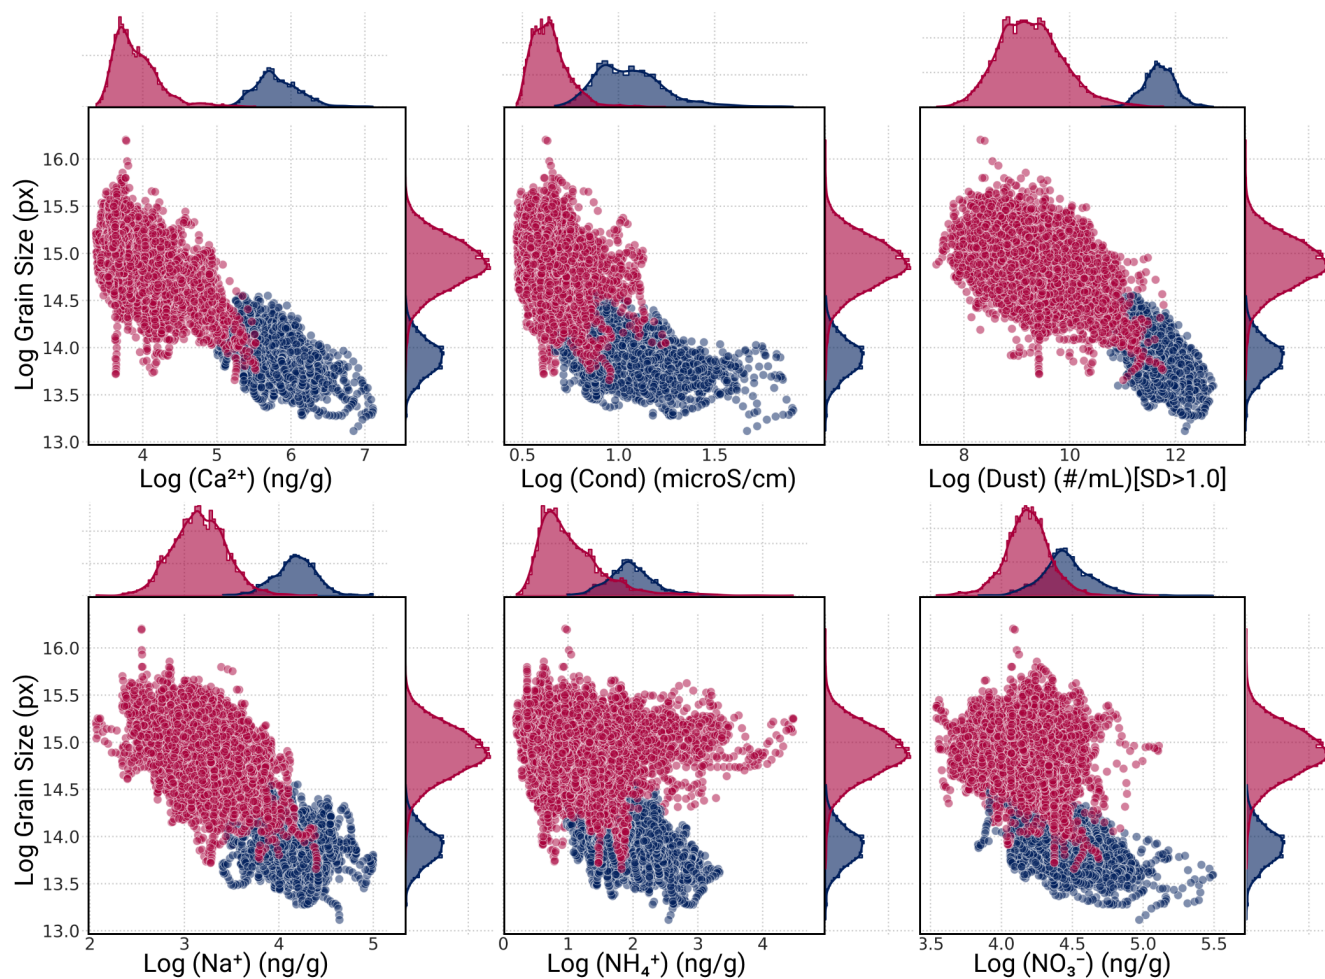 16.0
15.5
15.0
14.5
14.0
13.5
13.0
Log Grain Size (px)
4 5 6 7
Log (Ca²⁺) (ng/g)
0.5 1.0 1.5
Log (Cond) (microS/cm)
8 10 12
Log (Dust) (#/mL)[SD>1.0]
16.0
15.5
15.0
14.5
14.0
13.5
13.0
Log Grain Size (px)
2 3 4 5
Log (Na⁺) (ng/g)
0 1 2 3 4
Log (NH₄⁺) (ng/g)
3.5 4.0 4.5 5.0 5.5
Log (NO₃⁻) (ng/g)